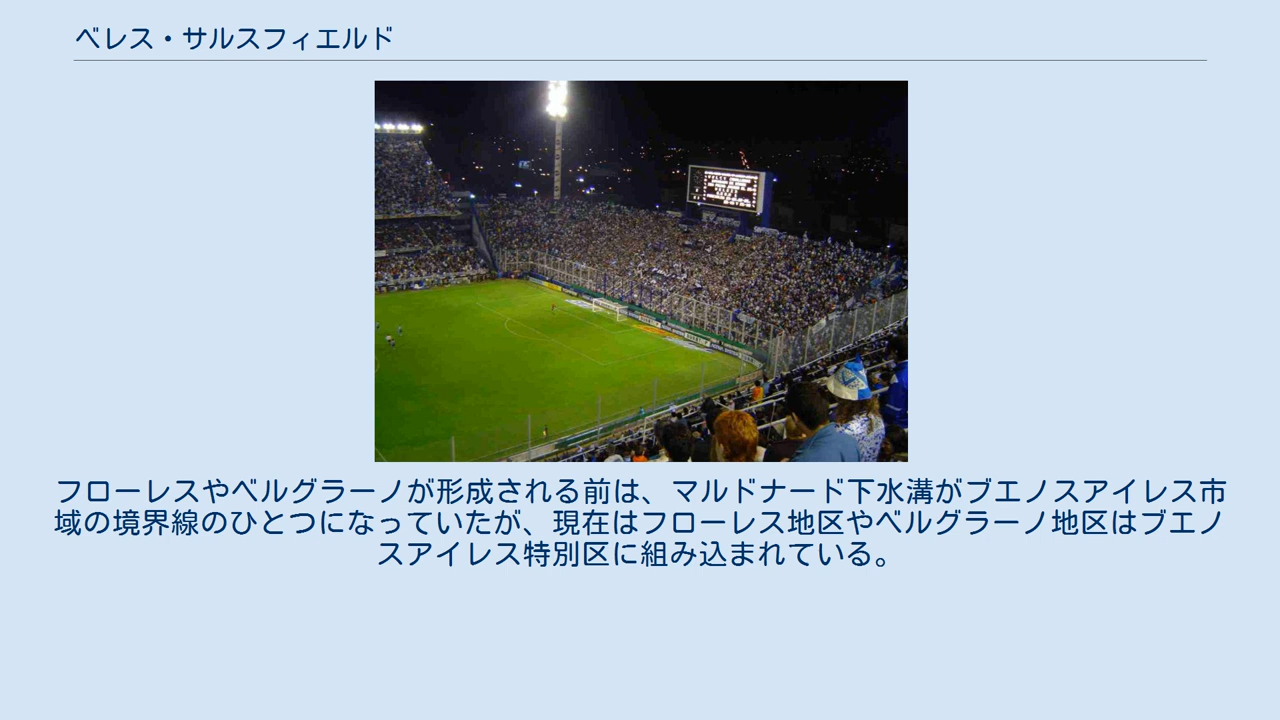 ベレス・サルスフィエルド
フローレスやベルグラーノが形成される前は、マルドナード下水溝がブエノスアイレス市
域の境界線のひとつになっていたが、現在はフローレス地区やベルグラーノ地区はブエノ
スアイレス特別区に組み込まれている。